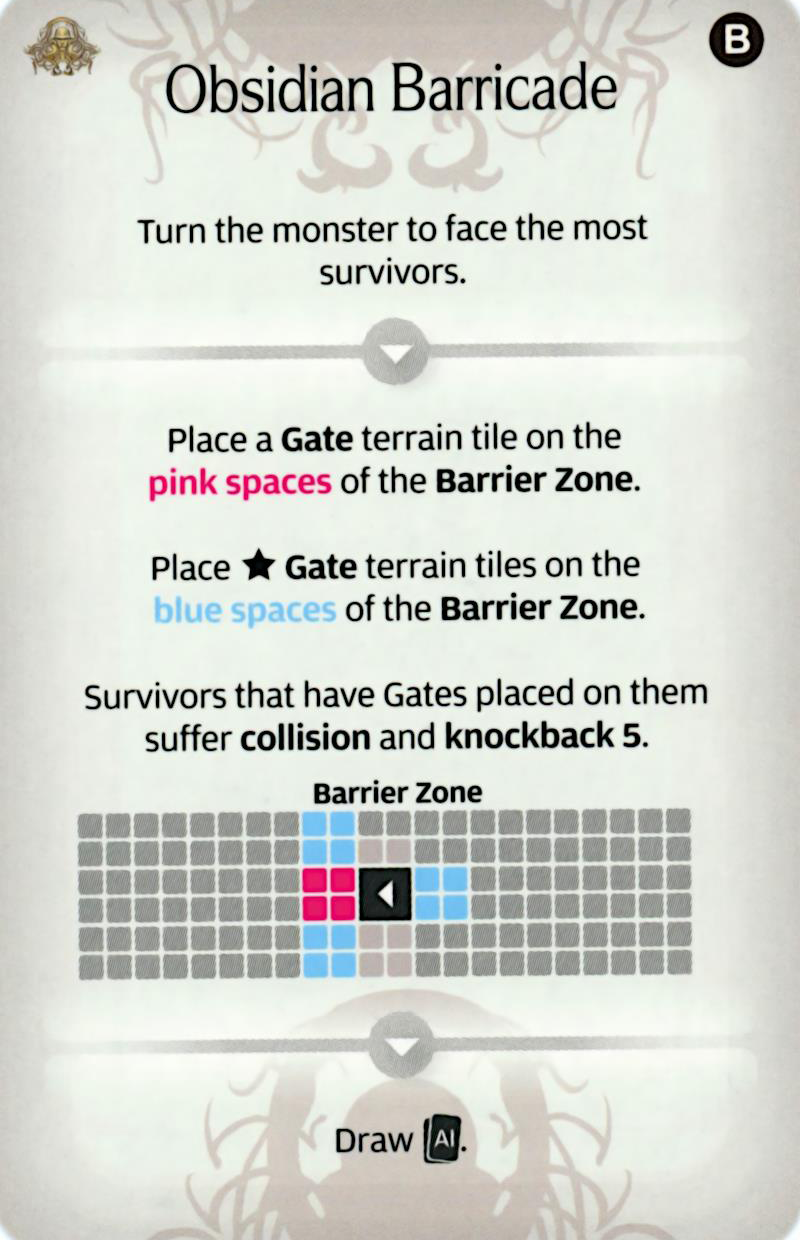 B
Obsidian Barricade
Turn the monster to face the most
survivors.
Place a Gate terrain tile on the
pink spaces of the Barrier Zone.
Place ★ Gate terrain tiles on the
blue spaces of the Barrier Zone.
Survivors that have Gates placed on them
suffer collision and knockback 5.
Barrier Zone
Draw AI.